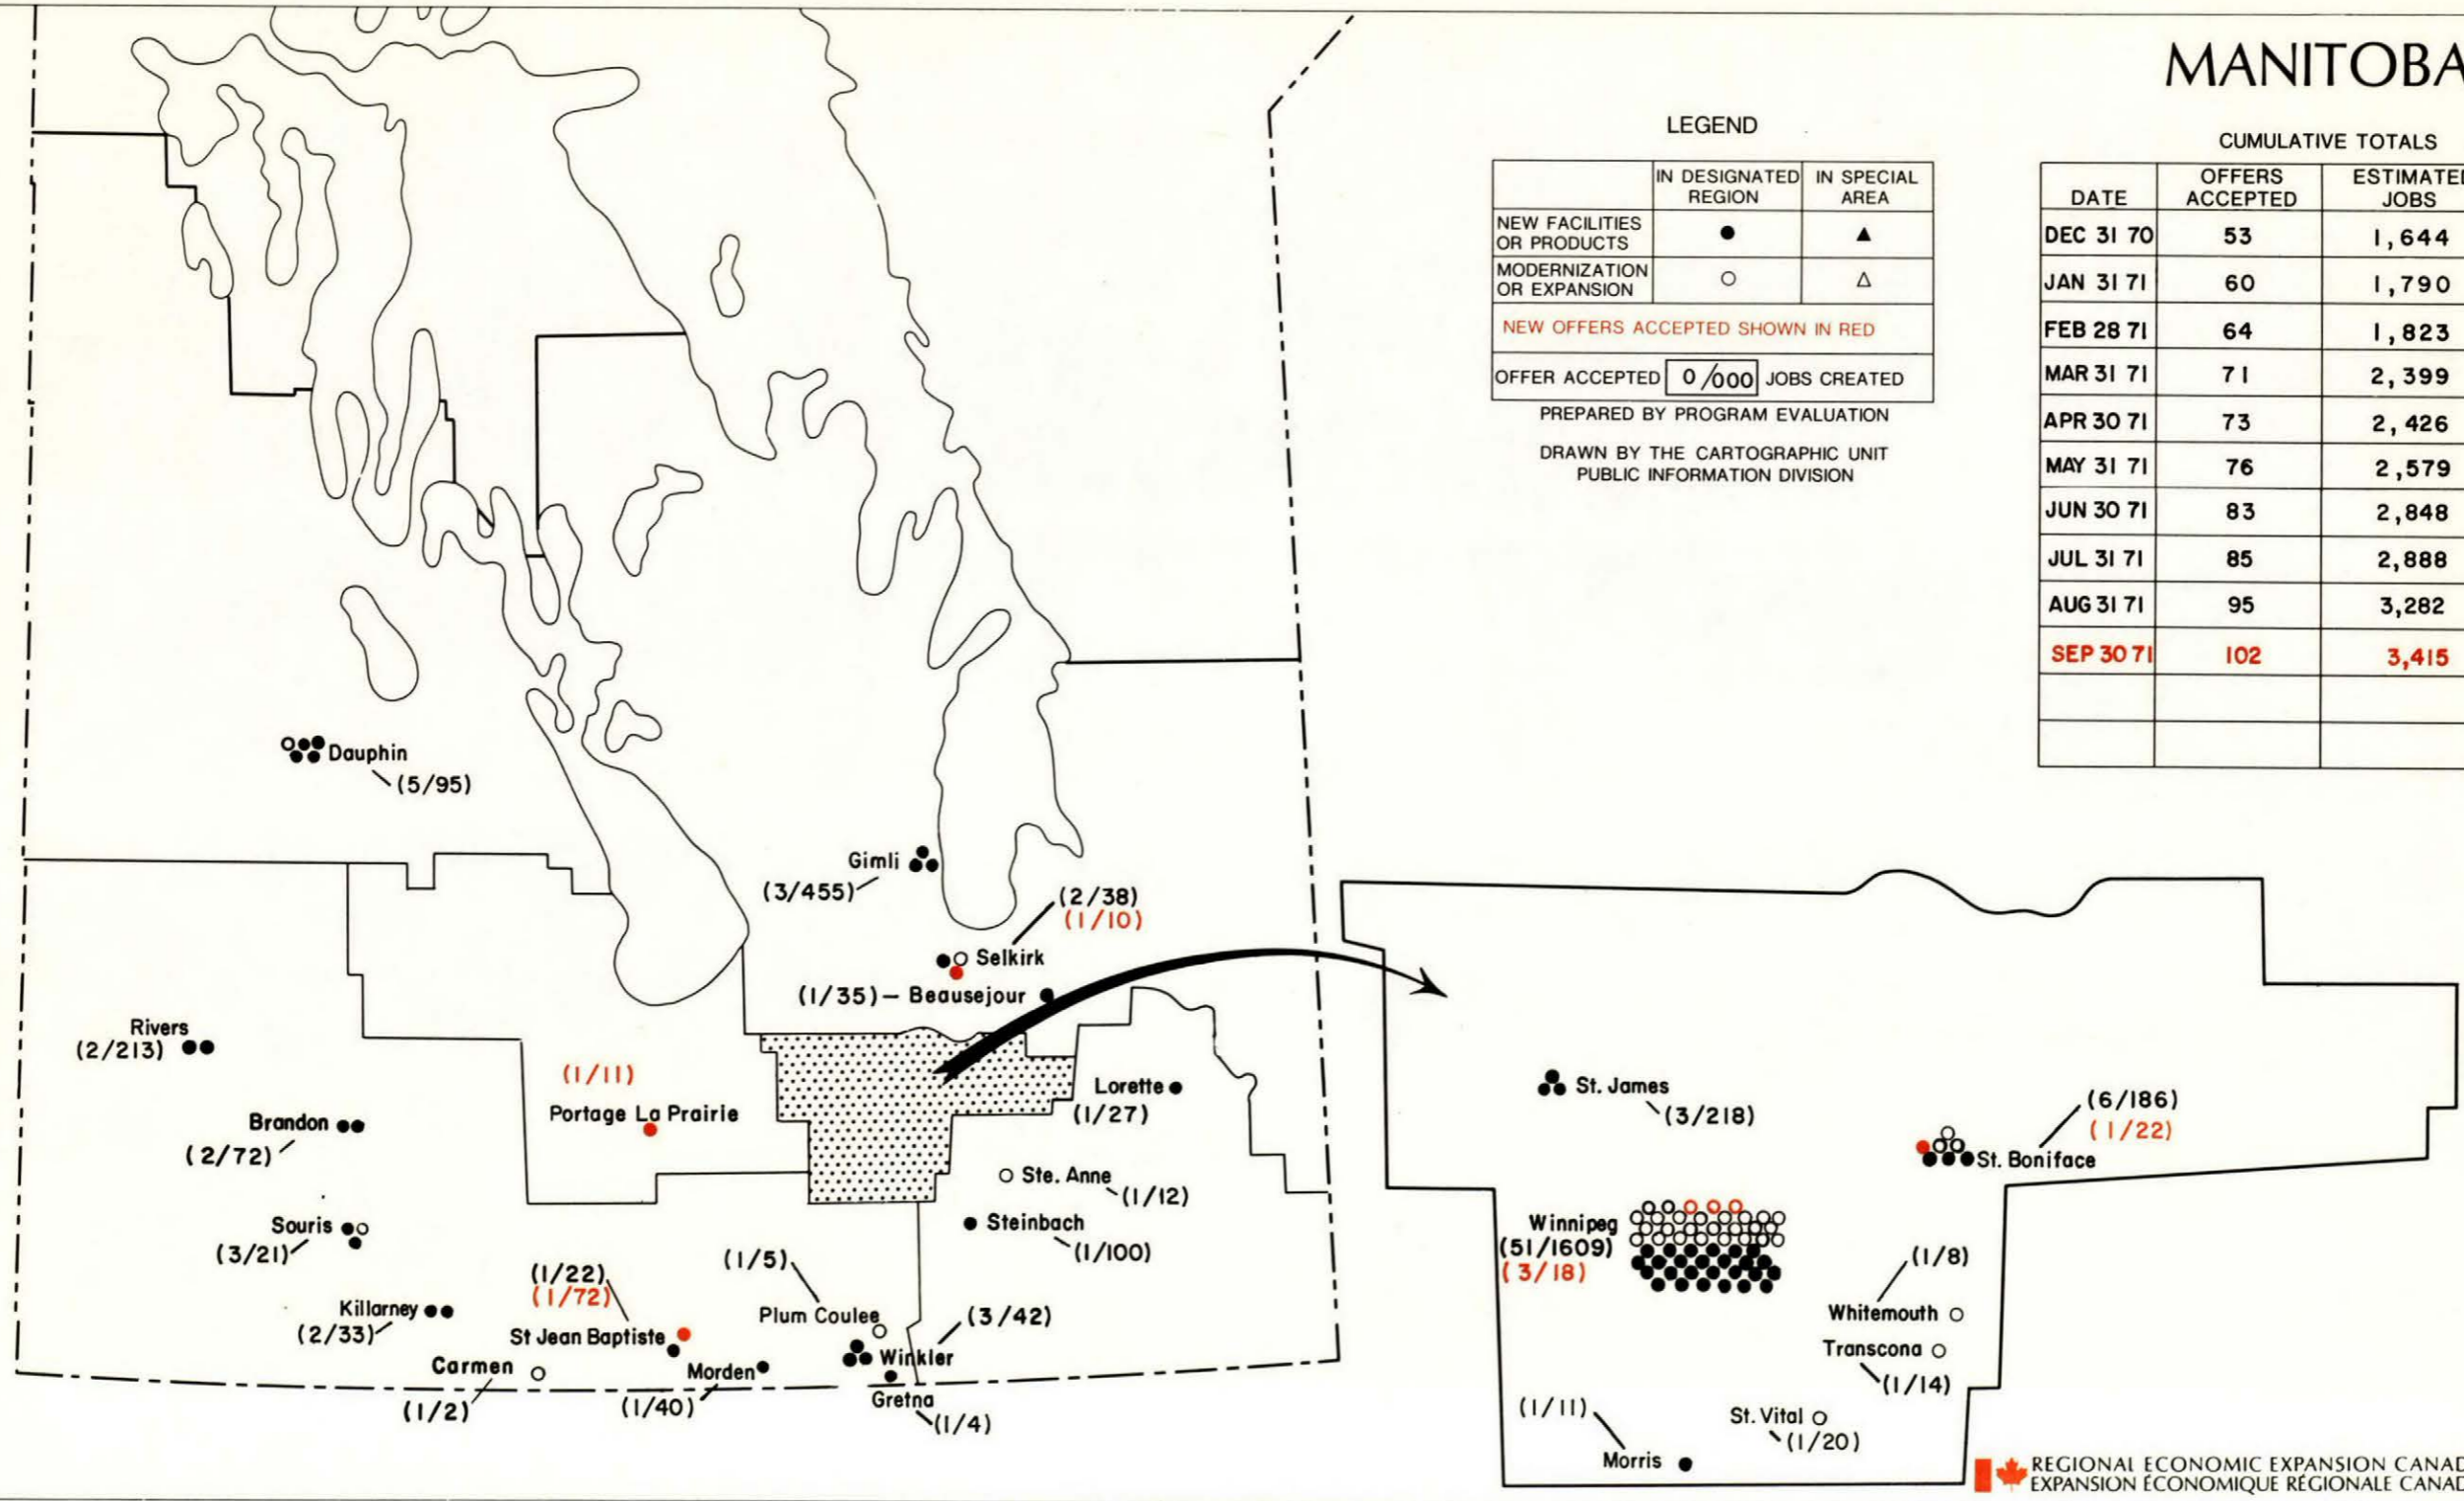 MANITOBA
LEGEND
IN DESIGNATED REGION
IN SPECIAL AREA
NEW FACILITIES OR PRODUCTS
MODERNIZATION OR EXPANSION
NEW OFFERS ACCEPTED SHOWN IN RED
OFFER ACCEPTED 0/000 JOBS CREATED
PREPARED BY PROGRAM EVALUATION
DRAWN BY THE CARTOGRAPHIC UNIT
PUBLIC INFORMATION DIVISION
CUMULATIVE TOTALS
DATE OFFERS ACCEPTED ESTIMATED JOBS
DEC 31 70 53 1,644
JAN 31 71 60 1,790
FEB 28 71 64 1,823
MAR 31 71 71 2,399
APR 30 71 73 2,426
MAY 31 71 76 2,579
JUN 30 71 83 2,848
JUL 31 71 85 2,888
AUG 31 71 95 3,282
SEP 30 71 102 3,415
Dauphin
(5/95)
Gimli
(3/455)
(2/38)
(1/10)
Selkirk
(1/35) – Beausejour
Rivers
(2/213)
(1/11)
Portage La Prairie
Lorette
(1/27)
Brandon
(2/72)
Ste. Anne
(1/12)
Souris
(3/21)
Steinbach
(1/100)
(1/22)
(1/72)
St Jean Baptiste
(1/5)
Plum Coulee
(3/42)
Winkler
Killarney
(2/33)
Carmen
(1/2)
Morden
(1/40)
Gretna
(1/4)
St. James
(3/218)
(6/186)
(1/22)
St. Boniface
Winnipeg
(51/1609)
(3/18)
(1/8)
Whitemouth
Transcona
(1/14)
(1/11)
Morris
St. Vital
(1/20)
REGIONAL ECONOMIC EXPANSION CANAD
EXPANSION ÉCONOMIQUE RÉGIONALE CANAD